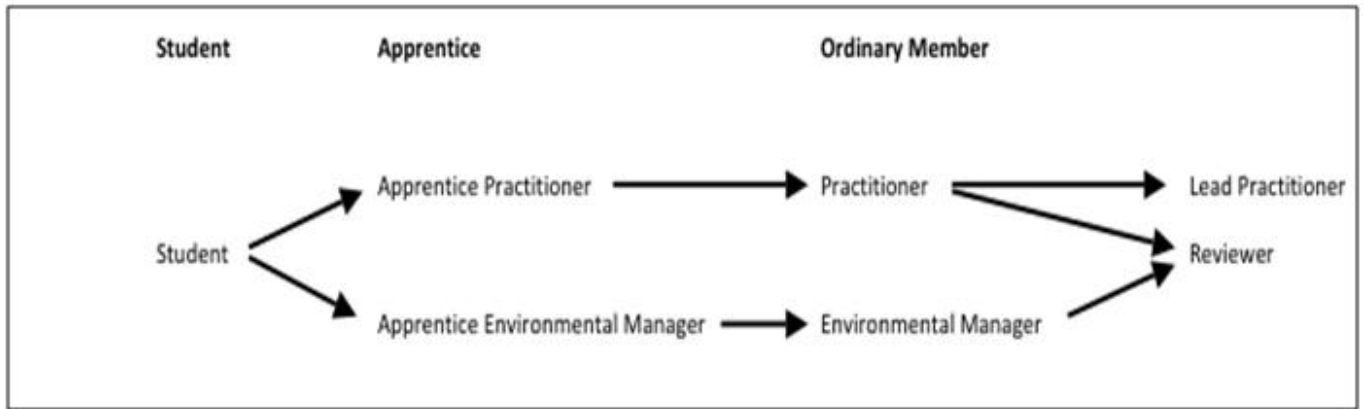 Student Apprentice Ordinary Member
Apprentice Practitioner Practitioner Lead Practitioner
Student Reviewer
Apprentice Environmental Manager Environmental Manager